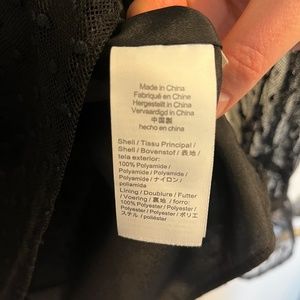 Made in China
Fabriqué en Chine
Hergestellt in China
Vervaardigd in China
中国製
hecho en China
Shell / Tissu Principal /
Shell / Bovenstof / 表地 /
tela exterior:
100% Polyamide /
Polyamide / Polyamid /
Polyamide / ナイロン /
poliamida
Lining / Doublure / Futter
/ Voering / 裏地 / forro:
100% Polyester / Polyester
/ Polyester / Polyester / ポリエ
ステル / poliéster